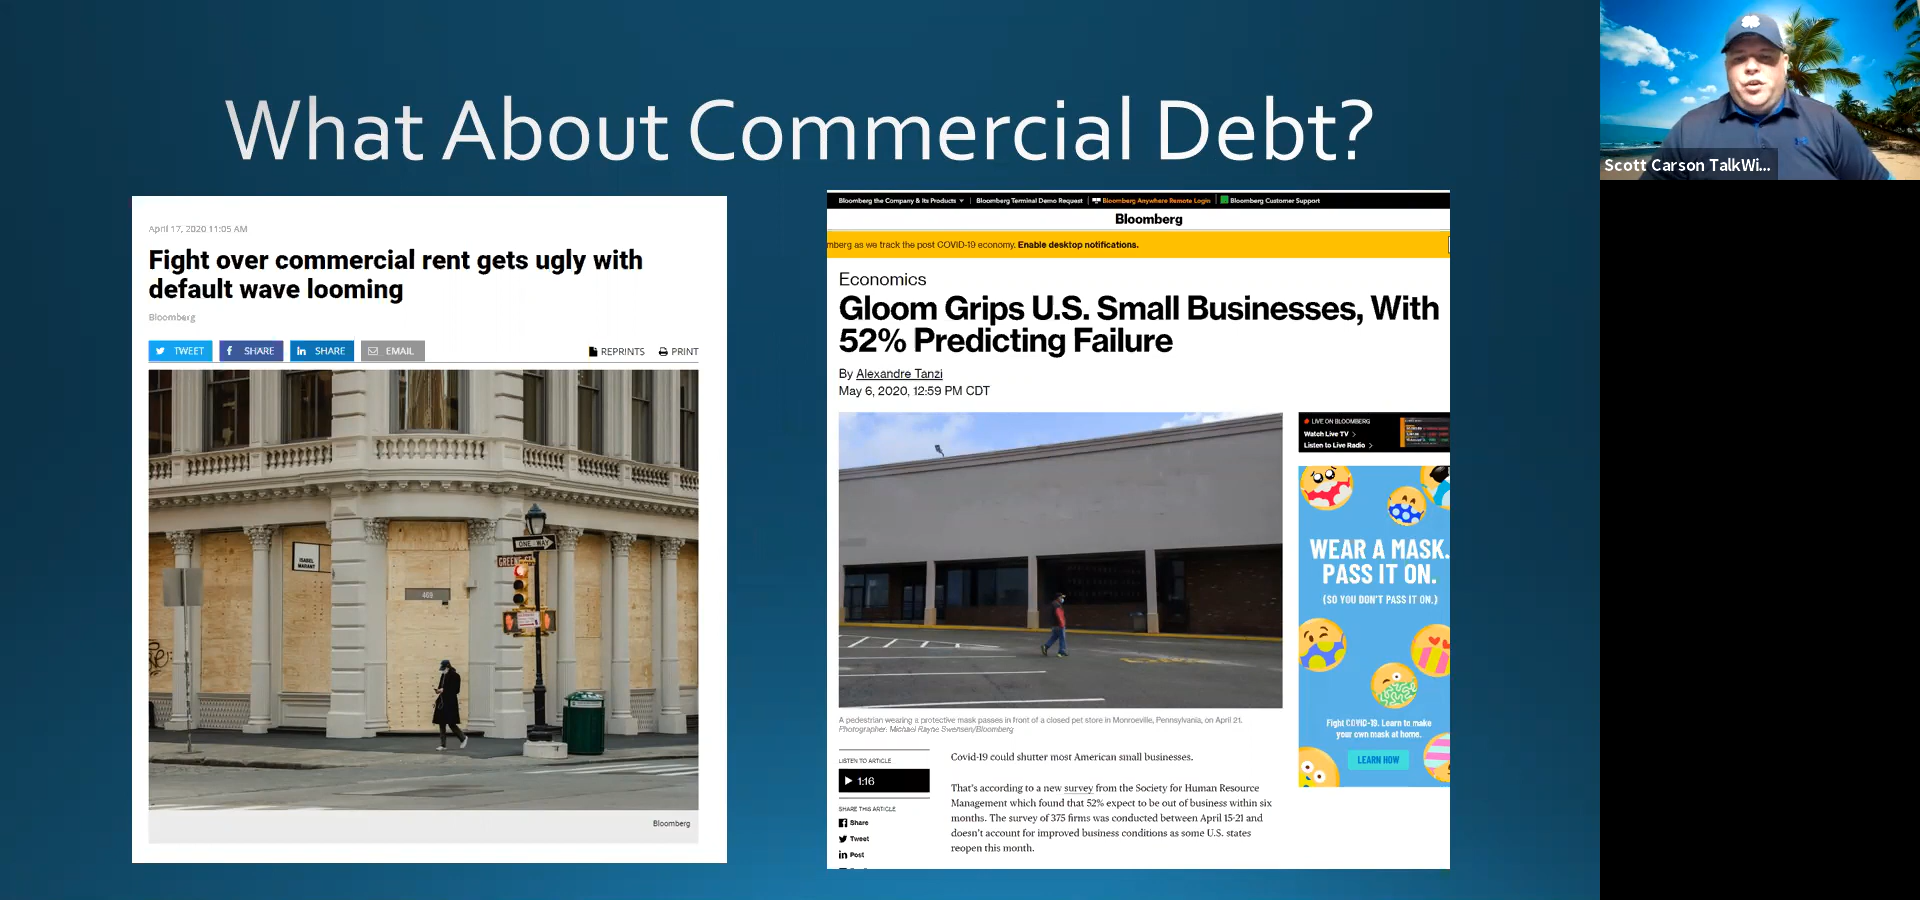 What About Commercial Debt?
April 17, 2020 11:05 AM
Fight over commercial rent gets ugly with
default wave looming
Bloomberg
TWEET
SHARE
SHARE
EMAIL
REPRINTS
PRINT
ISABEL
MARANT
469
ONE WAY
GREENE ST
Bloomberg
Bloomberg the Company & Its Products
Bloomberg Terminal Demo Request
Bloomberg Anywhere Remote Login
Bloomberg Customer Support
Bloomberg
mberg as we track the post COVID-19 economy. Enable desktop notifications.
Economics
Gloom Grips U.S. Small Businesses, With
52% Predicting Failure
By Alexandre Tanzi
May 6, 2020, 12:59 PM CDT
A pedestrian wearing a protective mask passes in front of a closed pet store in Monroeville, Pennsylvania, on April 21.
Photographer: Michael Rayne Swensen/Bloomberg
LISTEN TO ARTICLE
1:16
SHARE THIS ARTICLE
Share
Tweet
Post
Covid-19 could shutter most American small businesses.
That's according to a new survey from the Society for Human Resource
Management which found that 52% expect to be out of business within six
months. The survey of 375 firms was conducted between April 15-21 and
doesn't account for improved business conditions as some U.S. states
reopen this month.
LIVE ON BLOOMBERG
Watch Live TV
Listen to Live Radio
WEAR A MASK.
PASS IT ON.
(SO YOU DON'T PASS IT ON.)
Fight COVID-19. Learn to make
your own mask at home.
LEARN HOW
Scott Carson TalkWi...